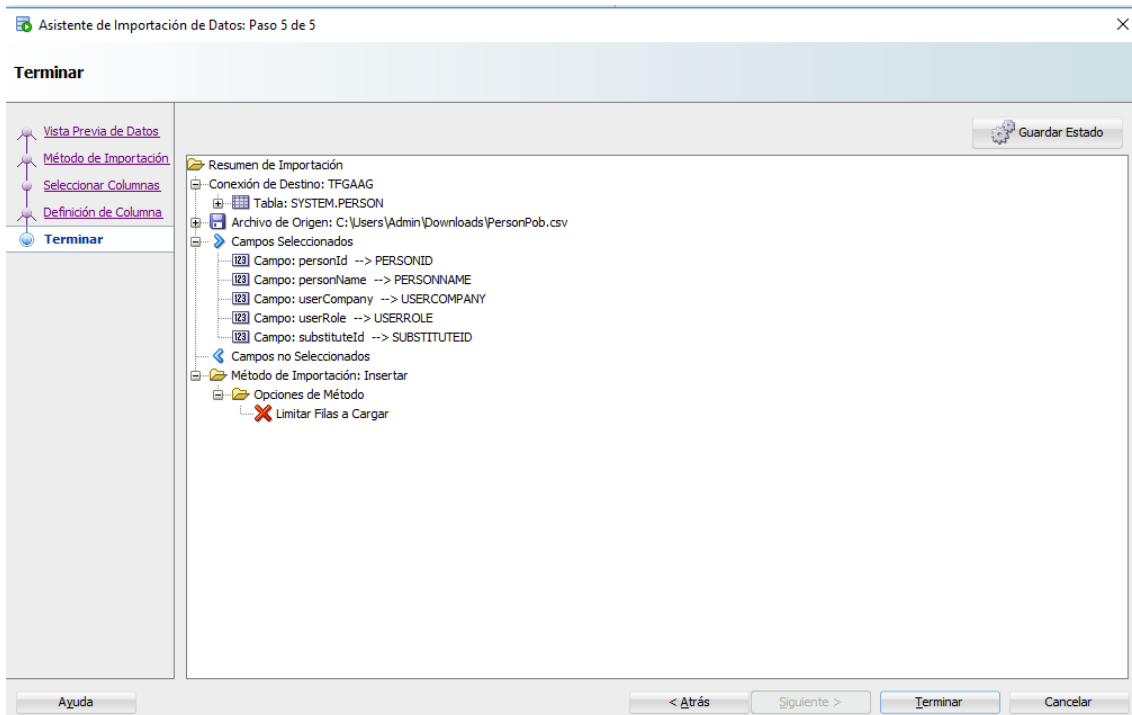 Asistente de Importación de Datos: Paso 5 de 5
Terminar
Vista Previa de Datos
Método de Importación
Seleccionar Columnas
Definición de Columna
Terminar
Guardar Estado
Resumen de Importación
Conexión de Destino: TFGAAG
Tabla: SYSTEM.PERSON
Archivo de Origen: C:\Users\Admin\Downloads\PersonPob.csv
Campos Seleccionados
Campo: personId --> PERSONID
Campo: personName --> PERSONNAME
Campo: userCompany --> USERCOMPANY
Campo: userRole --> USERROLE
Campo: substituteId --> SUBSTITUTEID
Campos no Seleccionados
Método de Importación: Insertar
Opciones de Método
Limitar Filas a Cargar
Ayuda < Atrás Siguiente > Terminar Cancelar